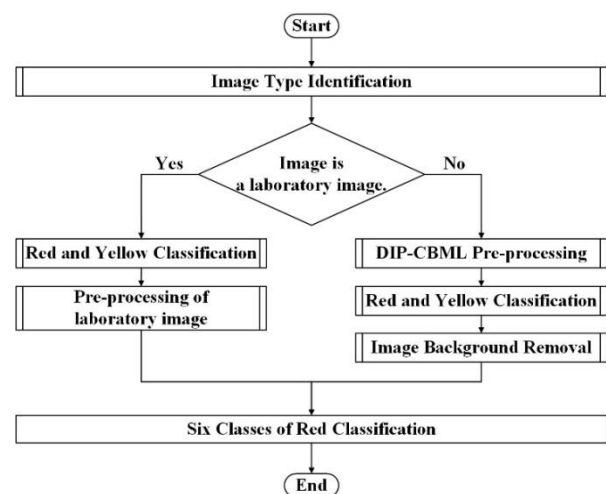 Start
Image Type Identification
Yes
Image is
a laboratory image.
No
Red and Yellow Classification
Pre-processing of
laboratory image
DIP-CBML Pre-processing
Red and Yellow Classification
Image Background Removal
Six Classes of Red Classification
End